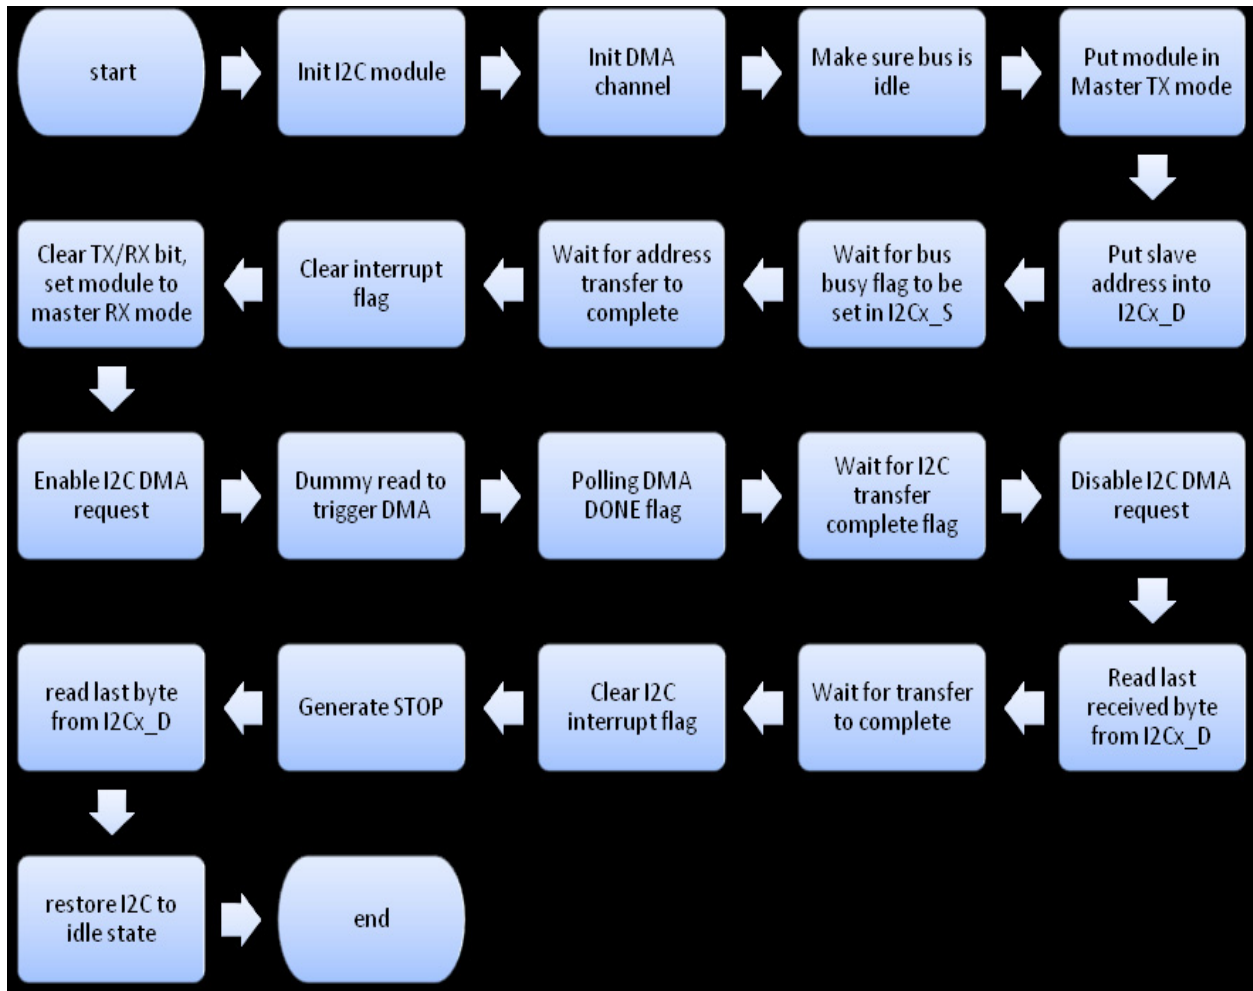 start
Init I2C module
Init DMA
channel
Make sure bus is
idle
Put module in
Master TX mode
Put slave
address into
I2Cx_D
Wait for bus
busy flag to be
set in I2Cx_S
Wait for address
transfer to
complete
Clear interrupt
flag
Clear TX/RX bit,
set module to
master RX mode
Enable I2C DMA
request
Dummy read to
trigger DMA
Polling DMA
DONE flag
Wait for I2C
transfer
complete flag
Disable I2C DMA
request
Read last
received byte
from I2Cx_D
Wait for transfer
to complete
Clear I2C
interrupt flag
Generate STOP
read last byte
from I2Cx_D
restore I2C to
idle state
end